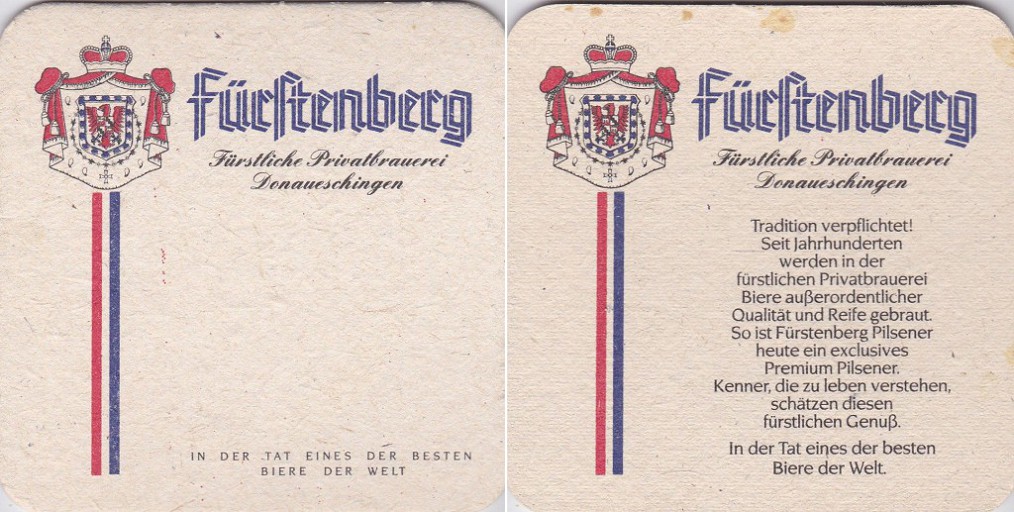 Fürstenberg
Fürstliche Privatbrauerei
Donaueschingen
IN DER TAT EINES DER BESTEN
BIERE DER WELT
Fürstenberg
Fürstliche Privatbrauerei
Donaueschingen
Tradition verpflichtet!
Seit Jahrhunderten
werden in der
fürstlichen Privatbrauerei
Biere außerordentlicher
Qualität und Reife gebraut.
So ist Fürstenberg Pilsener
heute ein exclusives
Premium Pilsener.
Kenner, die zu leben verstehen,
schätzen diesen
fürstlichen Genuß.
In der Tat eines der besten
Biere der Welt.